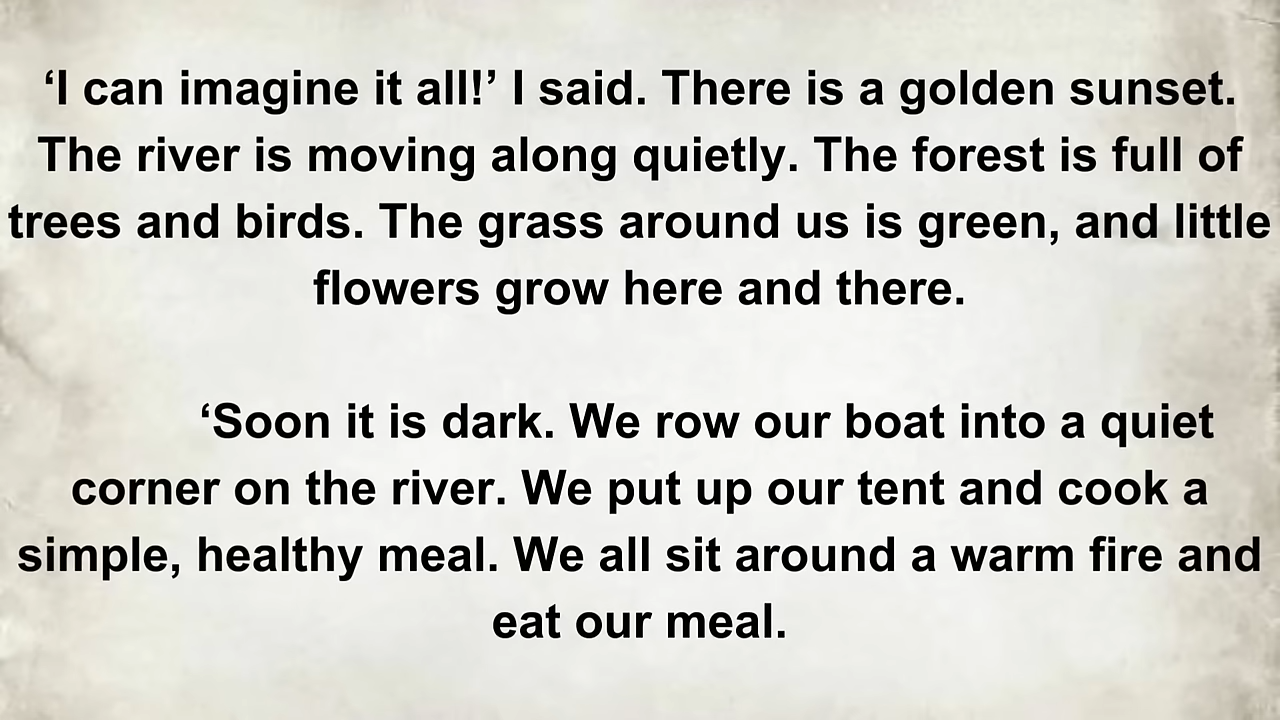 ‘I can imagine it all!’ I said. There is a golden sunset.
The river is moving along quietly. The forest is full of
trees and birds. The grass around us is green, and little
flowers grow here and there.
‘Soon it is dark. We row our boat into a quiet
corner on the river. We put up our tent and cook a
simple, healthy meal. We all sit around a warm fire and
eat our meal.